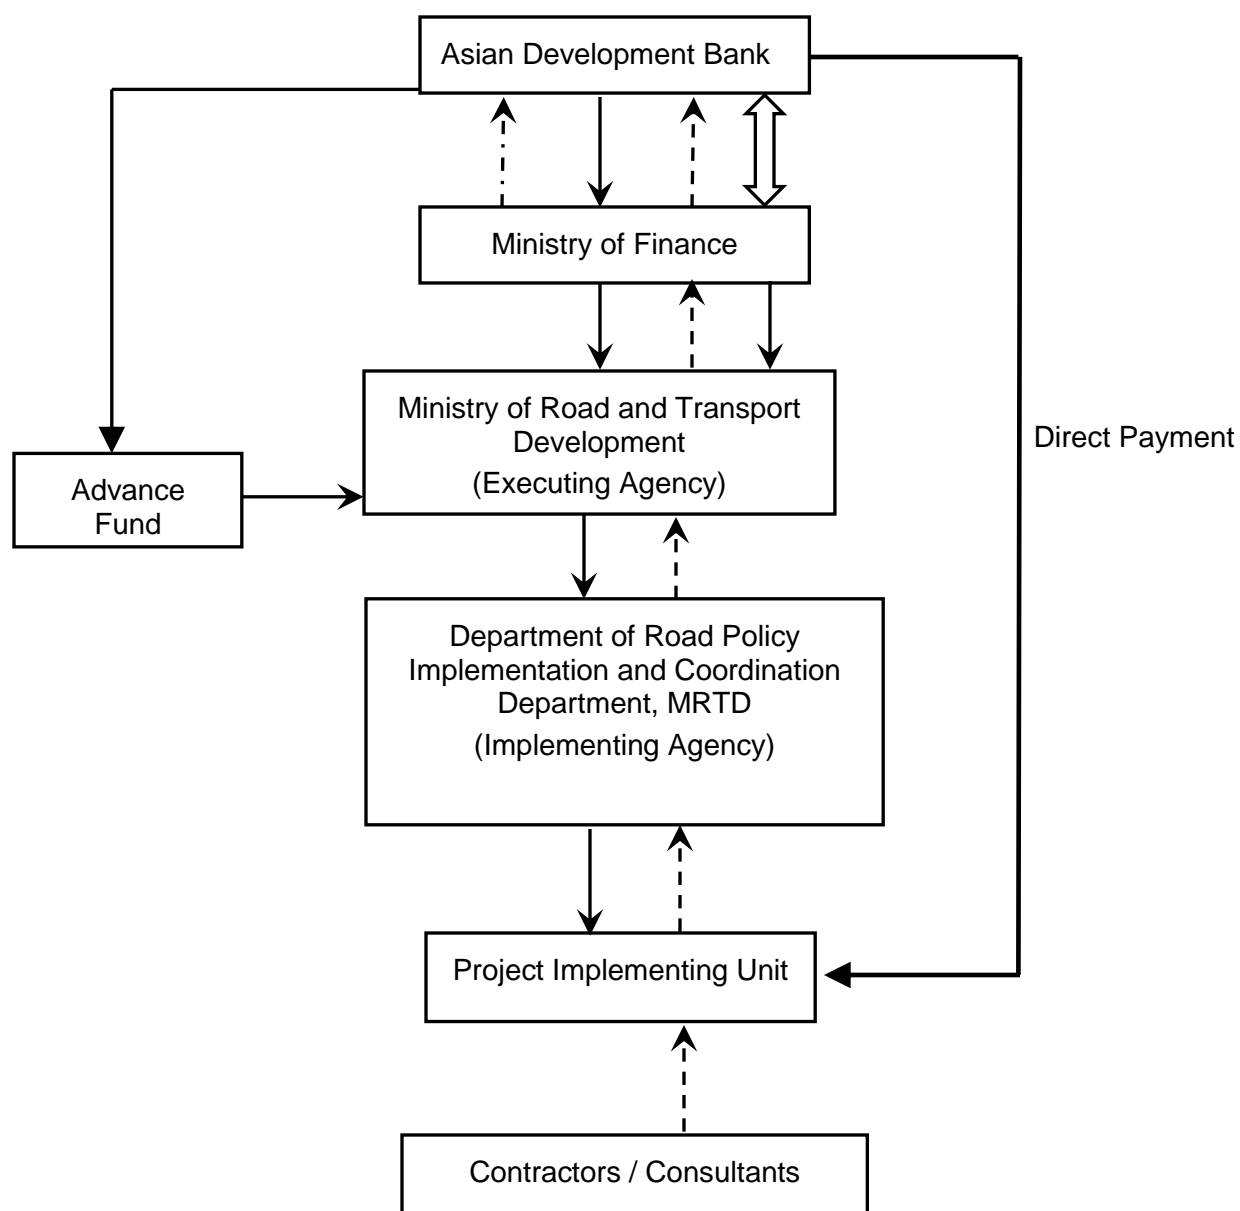 Asian Development Bank
Ministry of Finance
Ministry of Road and Transport
Development
(Executing Agency)
Direct Payment
Advance
Fund
Department of Road Policy
Implementation and Coordination
Department, MRTD
(Implementing Agency)
Project Implementing Unit
Contractors / Consultants